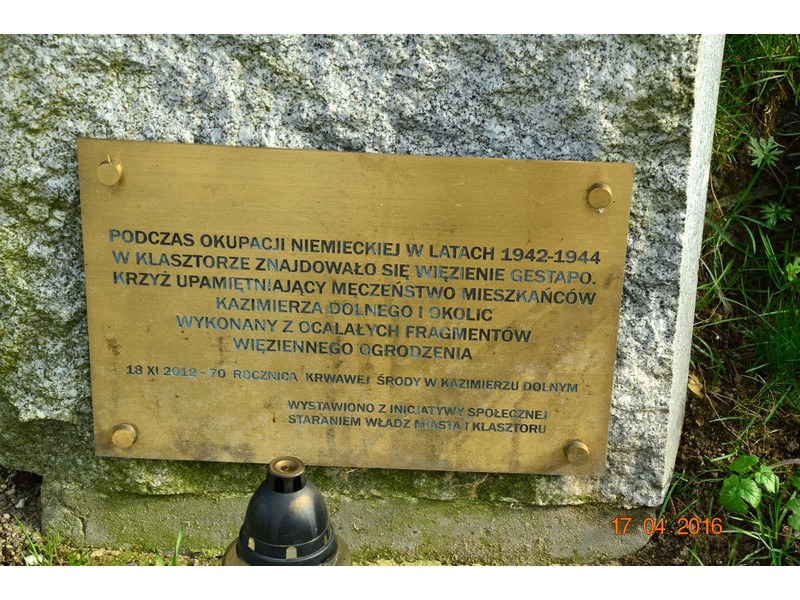 PODCZAS OKUPACJI NIEMIECKIEJ W LATACH 1942-1944
W KLASZTORZE ZNAJDOWAŁO SIĘ WIĘZIENIE GESTAPO.
KRZYŻ UPAMIĘTNIAJĄCY MĘCZEŃSTWO MIESZKAŃCÓW
KAZIMIERZA DOLNEGO I OKOLIC
WYKONANY Z OCALAŁYCH FRAGMENTÓW
WIĘZIENNEGO OGRODZENIA
18 XI 2012 - 70 ROCZNICA KRWAWEJ ŚRODY W KAZIMIERZU DOLNYM
WYSTAWIONO Z INICJATYWY SPOŁECZNEJ
STARANIEM WŁADZ MIASTA I KLASZTORU
17 04 2016